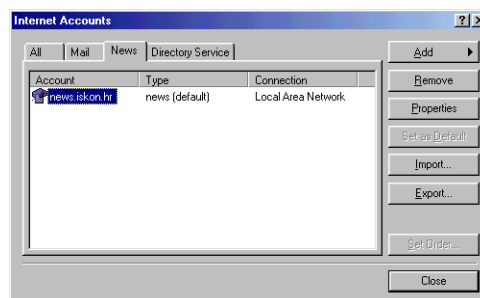 Internet Accounts
All Mail News Directory Service
Account Type Connection
news.iskon.hr news (default) Local Area Network
Add
Remove
Properties
Set as Default
Import...
Export...
Set Order...
Close